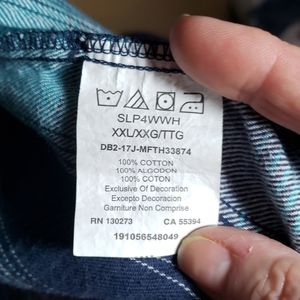 SLP4WWH
XXL/XXG/TTG
DB2-17J-MFTH33874
100% COTTON
100% ALGODON
100% COTON
Exclusive Of Decoration
Excepto Decoracion
Garniture Non Comprise
RN 130273 CA 55394
191056548049